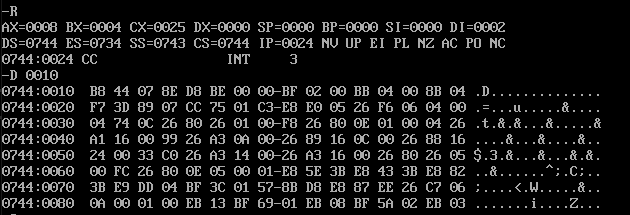 -R
AX=0008 BX=0004 CX=0025 DX=0000 SP=0000 BP=0000 SI=0000 DI=0002
DS=0744 ES=0734 SS=0743 CS=0744 IP=0024 NV UP EI PL NZ AC PO NC
0744:0024 CC INT 3
-D 0010
0744:0010 B8 44 07 8E D8 BE 00 00-BF 02 00 BB 04 00 8B 04 .D..............
0744:0020 F7 3D 89 07 CC 75 01 C3-E8 E0 05 26 F6 06 04 00 .=...u.....&....
0744:0030 04 74 0C 26 80 26 01 00-F8 26 80 0E 01 00 04 26 .t.&.&...&.....&
0744:0040 A1 16 00 99 26 A3 0A 00-26 89 16 0C 00 26 88 16 ....&...&....&..
0744:0050 24 00 33 C0 26 A3 14 00-26 A3 16 00 26 80 26 05 $.3.&...&...&.&.
0744:0060 00 FC 26 80 0E 05 00 01-E8 5E 3B E8 43 3B E8 82 ..&......^;.C;..
0744:0070 3B E9 DD 04 BF 3C 01 57-8B D8 E8 87 EE 26 C7 06 ;....<.W.....&..
0744:0080 0A 00 01 00 EB 13 BF 69-01 EB 08 BF 5A 02 EB 03 .......i....Z...